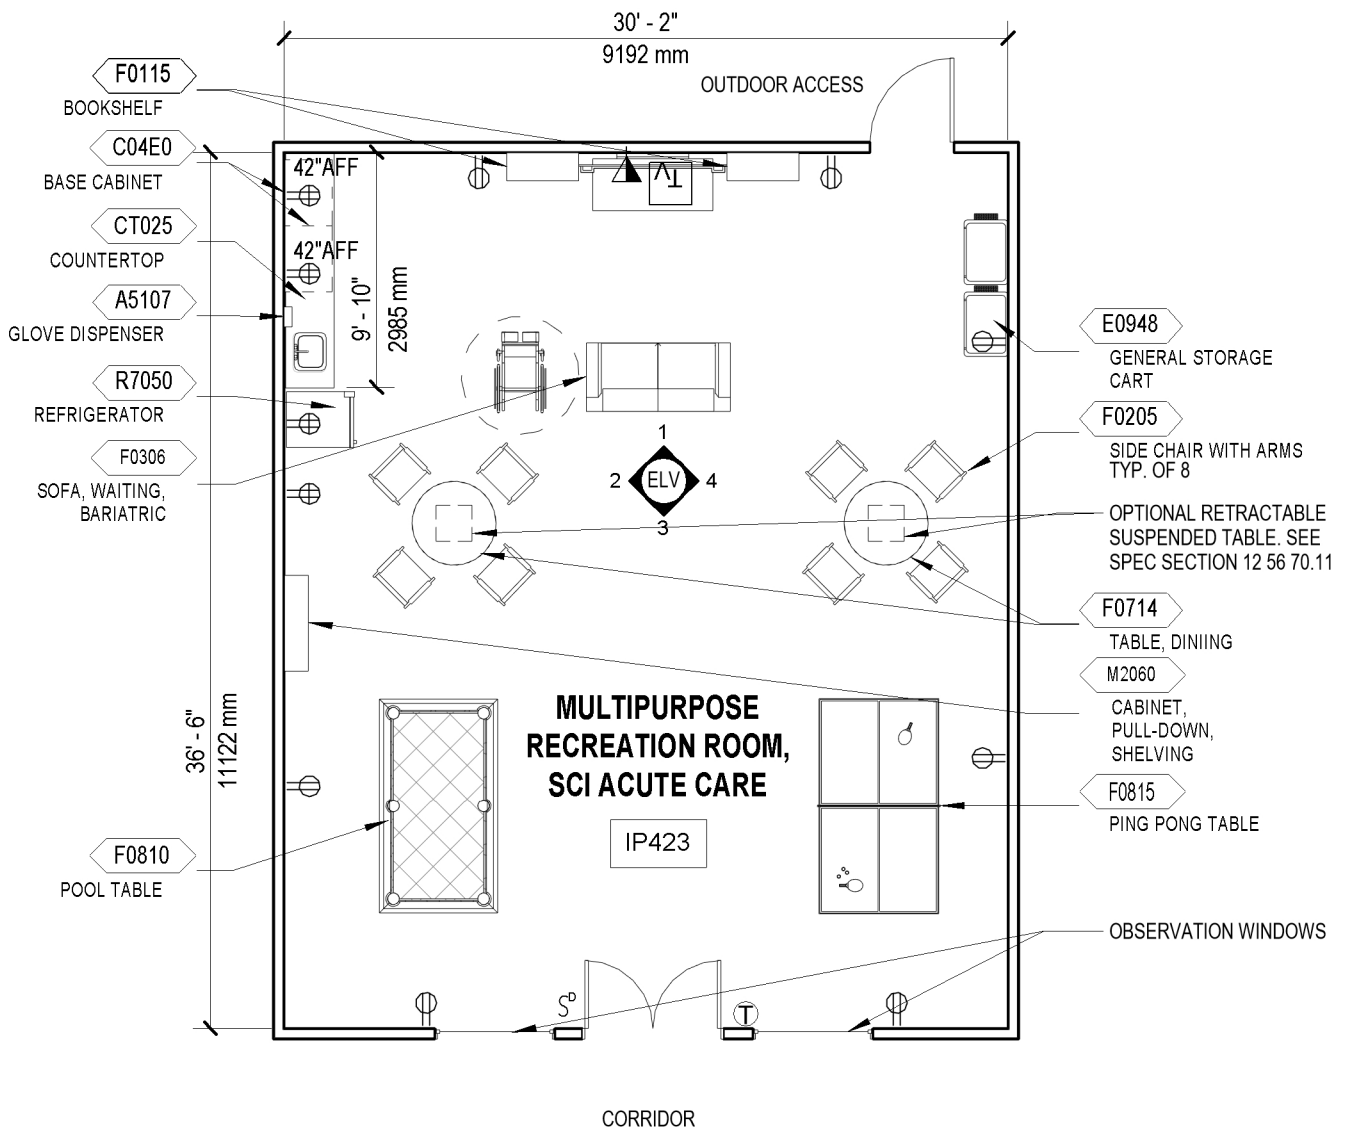 30' - 2"
9192 mm
OUTDOOR ACCESS
F0115
BOOKSHELF
C04E0
BASE CABINET
CT025
COUNTERTOP
A5107
GLOVE DISPENSER
R7050
REFRIGERATOR
F0306
SOFA, WAITING,
BARIATRIC
42"AFF
42"AFF
9' - 10"
2985 mm
TV
E0948
GENERAL STORAGE
CART
F0205
SIDE CHAIR WITH ARMS
TYP. OF 8
OPTIONAL RETRACTABLE
SUSPENDED TABLE. SEE
SPEC SECTION 12 56 70.11
F0714
TABLE, DINIING
M2060
CABINET,
PULL-DOWN,
SHELVING
F0815
PING PONG TABLE
1
2
ELV
4
3
36' - 6"
11122 mm
MULTIPURPOSE
RECREATION ROOM,
SCI ACUTE CARE
IP423
F0810
POOL TABLE
OBSERVATION WINDOWS
S D
T
CORRIDOR